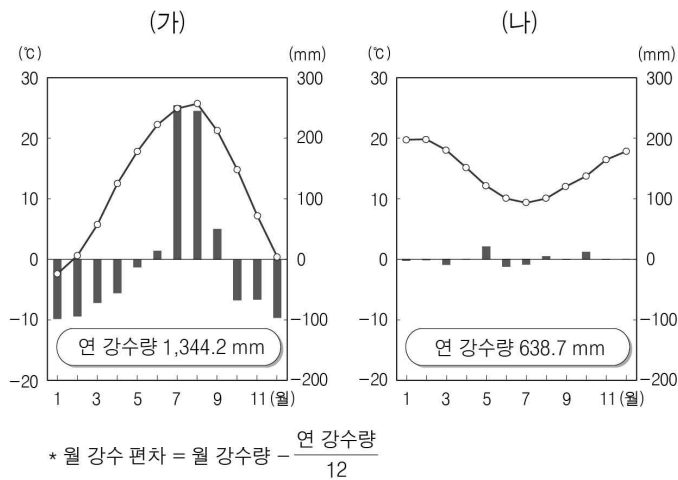 (가) (나)
(℃) (mm) (℃) (mm)
30 300 30 300
20 200 20 200
10 100 10 100
0 0 0 0
−10 −100 −10 −100
−20 −200 −20 −200
연 강수량 1,344.2 mm 연 강수량 638.7 mm
1 3 5 7 9 11 (월) 1 3 5 7 9 11 (월)
* 월 강수 편차 = 월 강수량 − 연 강수량 / 12